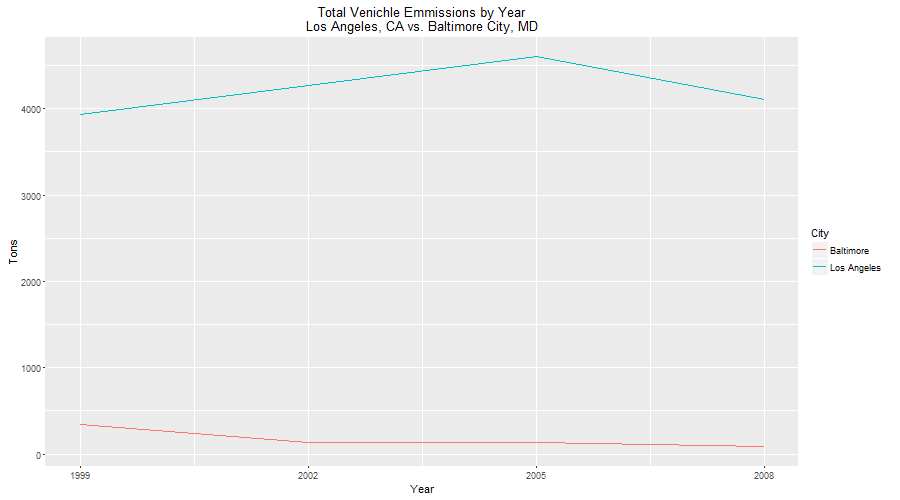 Total Venichle Emmissions by Year
Los Angeles, CA vs. Baltimore City, MD
Tons
4000
3000
2000
1000
0
1999
2002
2005
2008
Year
City
Baltimore
Los Angeles